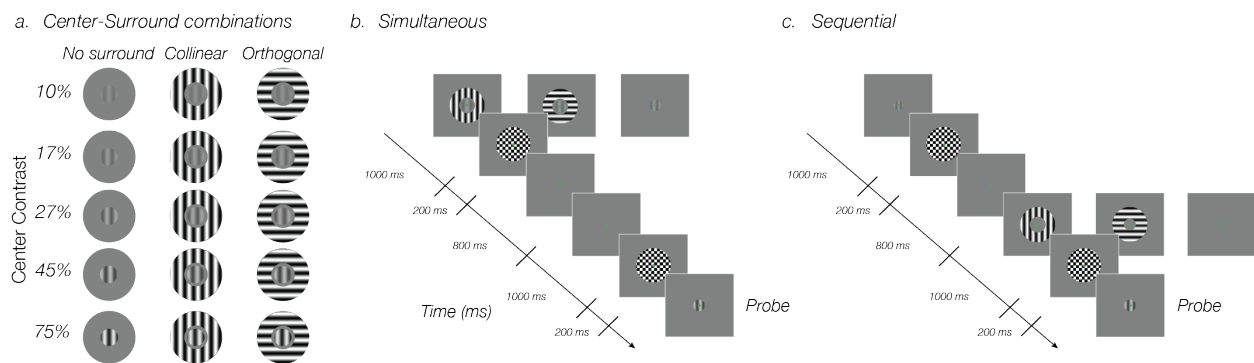 a. Center-Surround combinations
No surround Collinear Orthogonal
Center Contrast
10%
17%
27%
45%
75%
b. Simultaneous
1000 ms
200 ms
800 ms
1000 ms
200 ms
Time (ms)
Probe
c. Sequential
1000 ms
200 ms
800 ms
1000 ms
200 ms
Probe